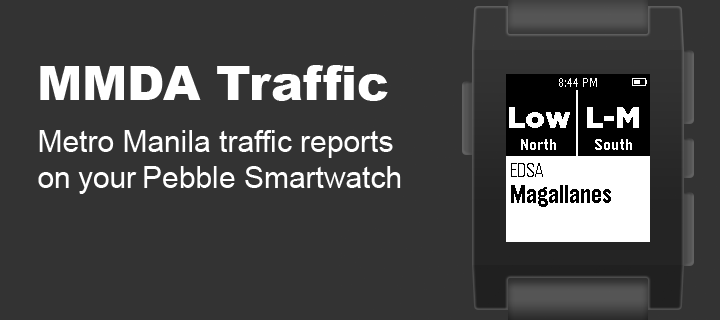 MMDA Traffic
Metro Manila traffic reports
on your Pebble Smartwatch
8:44 PM
Low L-M
North South
EDSA
Magallanes